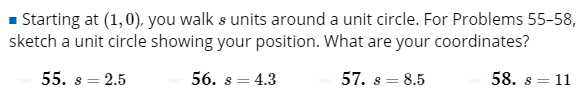 ▪ Starting at (1, 0), you walk s units around a unit circle. For Problems 55–58,
sketch a unit circle showing your position. What are your coordinates?
55. s = 2.5 56. s = 4.3 57. s = 8.5 58. s = 11